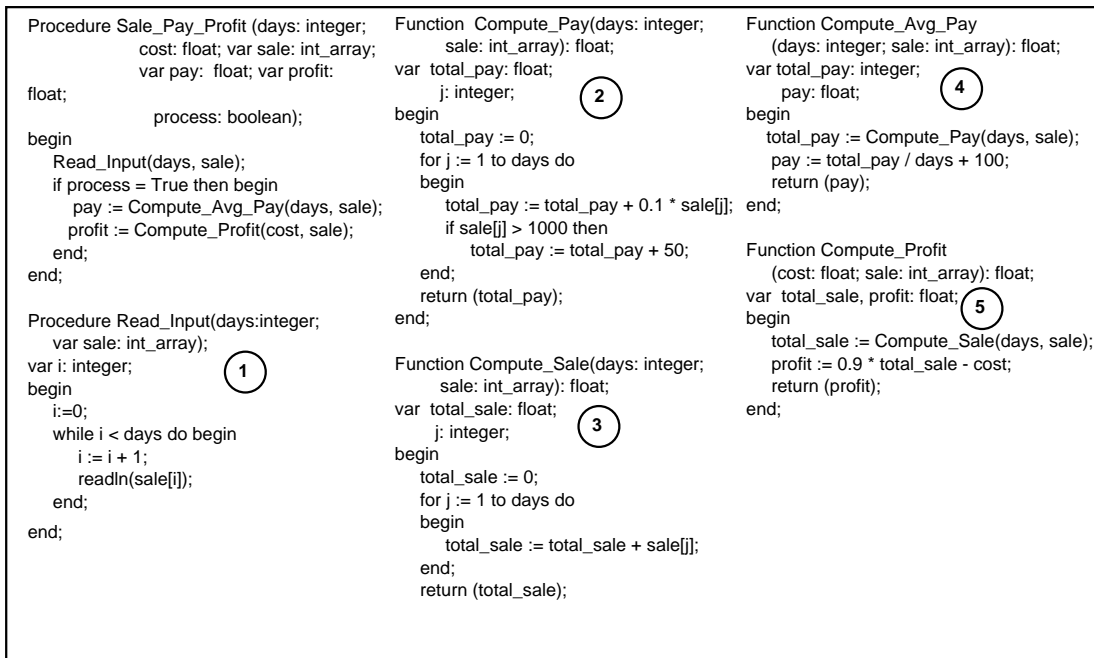 Procedure Sale_Pay_Profit (days: integer;
cost: float; var sale: int_array;
var pay: float; var profit:
float;
process: boolean);
begin
Read_Input(days, sale);
if process = True then begin
pay := Compute_Avg_Pay(days, sale);
profit := Compute_Profit(cost, sale);
end;
end;
Procedure Read_Input(days:integer;
var sale: int_array);
var i: integer;
1
begin
i:=0;
while i < days do begin
i := i + 1;
readln(sale[i]);
end;
end;
Function Compute_Pay(days: integer;
sale: int_array): float;
var total_pay: float;
j: integer;
2
begin
total_pay := 0;
for j := 1 to days do
begin
total_pay := total_pay + 0.1 * sale[j];
if sale[j] > 1000 then
total_pay := total_pay + 50;
end;
return (total_pay);
end;
Function Compute_Sale(days: integer;
sale: int_array): float;
var total_sale: float;
j: integer;
3
begin
total_sale := 0;
for j := 1 to days do
begin
total_sale := total_sale + sale[j];
end;
return (total_sale);
Function Compute_Avg_Pay
(days: integer; sale: int_array): float;
var total_pay: integer;
pay: float;
4
begin
total_pay := Compute_Pay(days, sale);
pay := total_pay / days + 100;
return (pay);
end;
Function Compute_Profit
(cost: float; sale: int_array): float;
var total_sale, profit: float;
5
begin
total_sale := Compute_Sale(days, sale);
profit := 0.9 * total_sale - cost;
return (profit);
end;